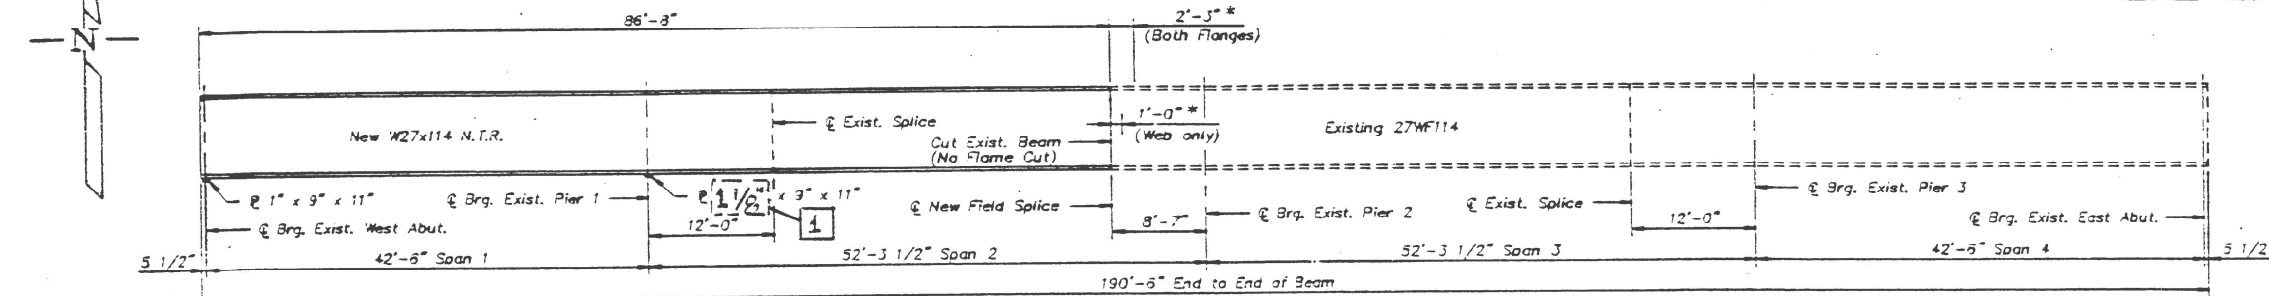 86'-8"
2'-3" *
(Both Flanges)
N
New W27x114 N.T.R.
℄ Exist. Splice
1'-0" *
(Web only)
Cut Exist. Beam
(No Flame Cut)
Existing 27WF114
℄ Brg. Exist. Pier 3
℞ 1" x 9" x 11"
℄ Brg. Exist. Pier 1
℞ 1 1/2" x 9" x 11"
℄ New Field Splice
℄ Brg. Exist. Pier 2
℄ Exist. Splice
12'-0"
℄ Brg. Exist. East Abut.
℄ Brg. Exist. West Abut.
12'-0"
1
8'-7"
5 1/2"
42'-6" Span 1
52'-3 1/2" Span 2
52'-3 1/2" Span 3
42'-6" Span 4
5 1/2
190'-6" End to End of Beam